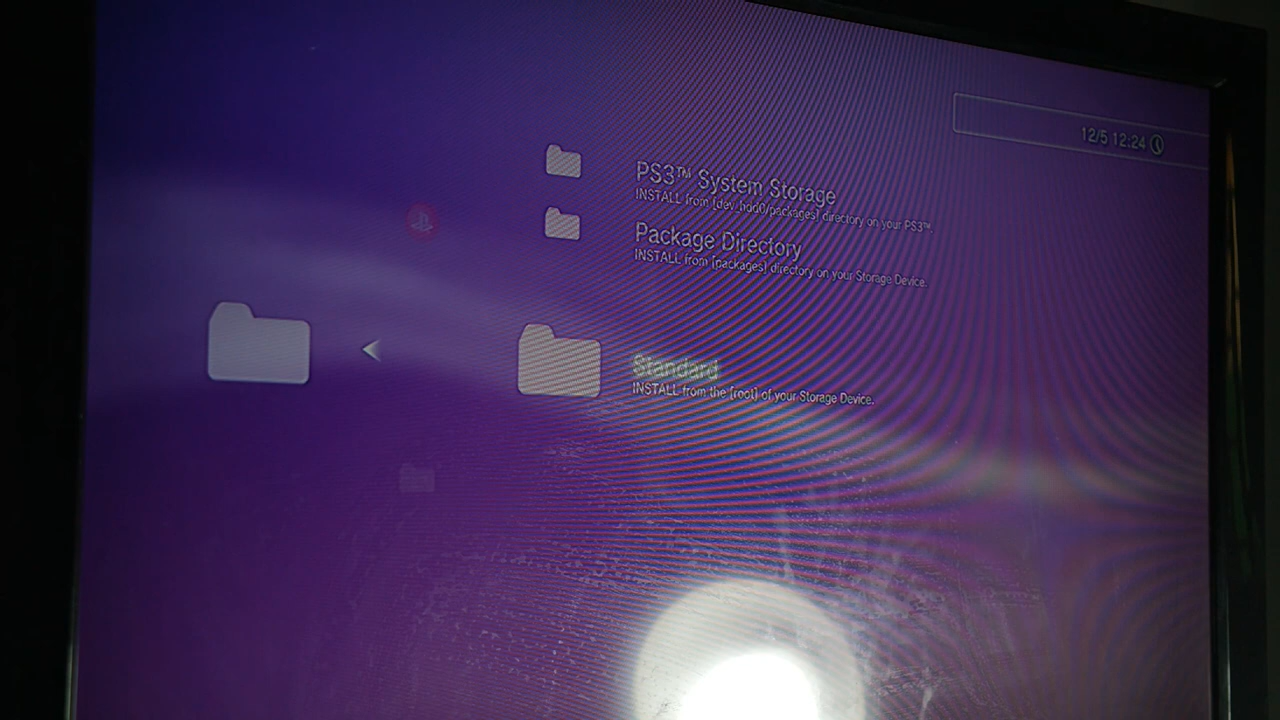 12/5 12:24
PS3™ System Storage
INSTALL from [dev_hdd0/packages] directory on your PS3™.
Package Directory
INSTALL from [packages] directory on your Storage Device.
Standard
INSTALL from the [root] of your Storage Device.